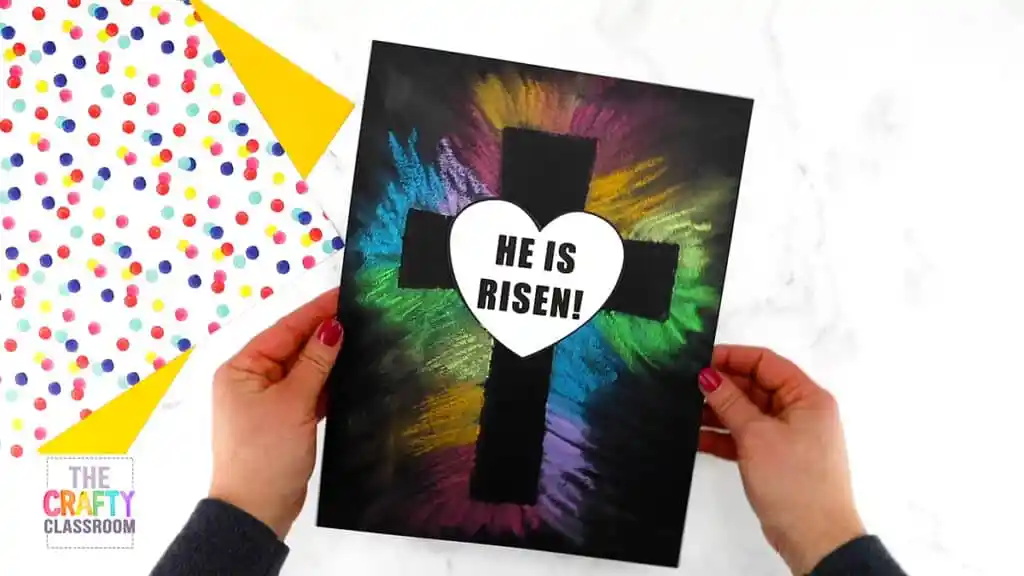 HE IS
RISEN!
THE
CRAFTY
CLASSROOM